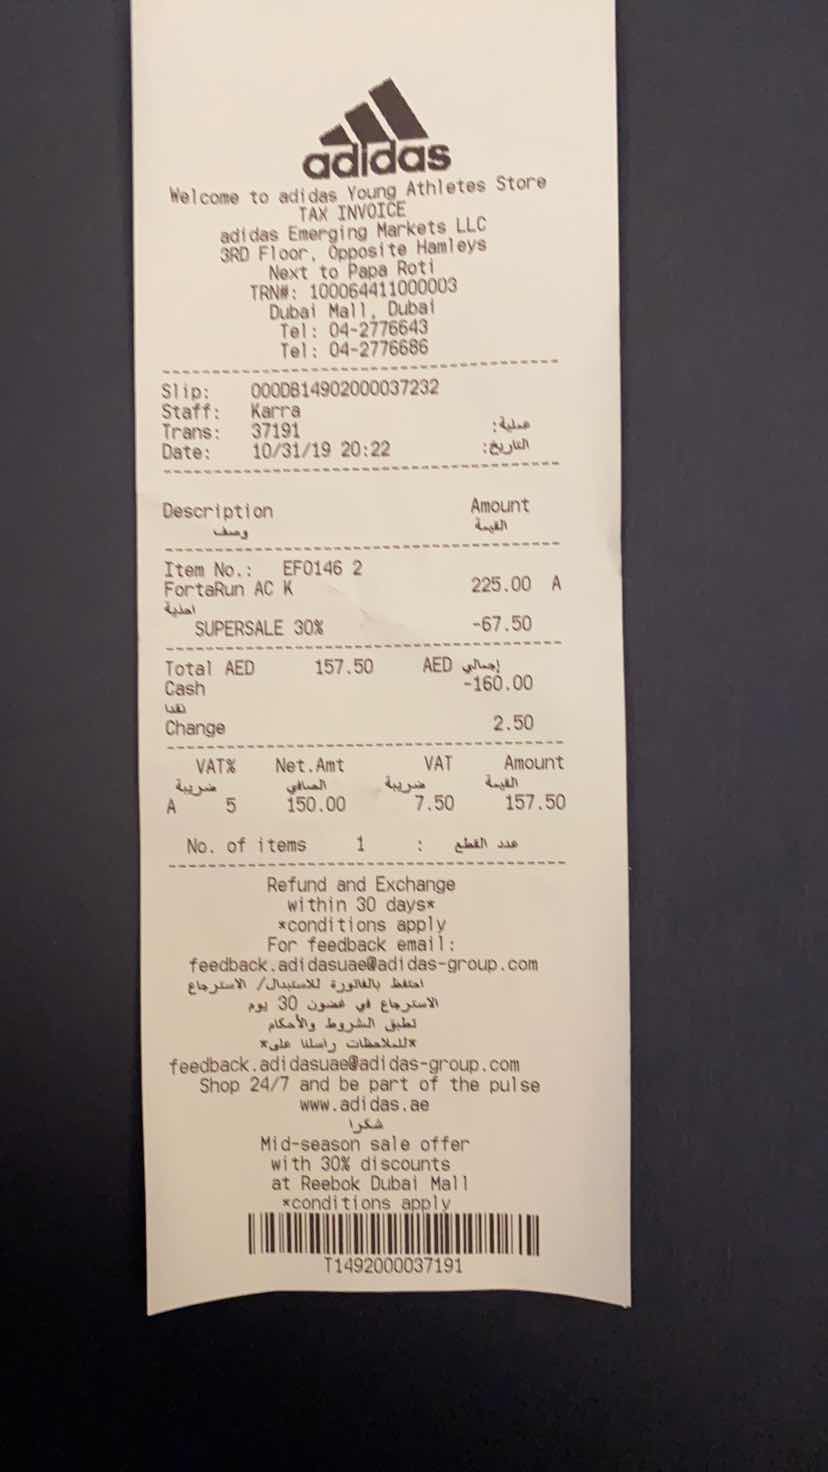 adidas
Welcome to adidas Young Athletes Store
TAX INVOICE
adidas Emerging Markets LLC
3RD Floor, Opposite Hamleys
Next to Papa Roti
TRN#: 100064411000003
Dubai Mall, Dubai
Tel: 04-2776643
Tel: 04-2776686
Slip: 000DB14902000037232
Staff: Karra
Trans: 37191 عملية:
Date: 10/31/19 20:22 التاريخ:
Description Amount
وصف القيمة
Item No.: EF0146 2
FortaRun AC K 225.00 A
احذية
SUPERSALE 30% -67.50
Total AED 157.50 AED إجمالي
Cash -160.00
نقدا
Change 2.50
VAT% Net.Amt VAT Amount
ضريبة الصافي ضريبة القيمة
A 5 150.00 7.50 157.50
No. of items 1 : عدد القطع
Refund and Exchange
within 30 days*
*conditions apply
For feedback email:
feedback.adidasuae@adidas-group.com
احتفظ بالفاتورة للاستبدال/ الاسترجاع
الاسترجاع في غضون 30 يوم
تطبق الشروط والأحكام
*للملاحظات راسلنا على*
feedback.adidasuae@adidas-group.com
Shop 24/7 and be part of the pulse
www.adidas.ae
شكرا
Mid-season sale offer
with 30% discounts
at Reebok Dubai Mall
*conditions apply
T1492000037191